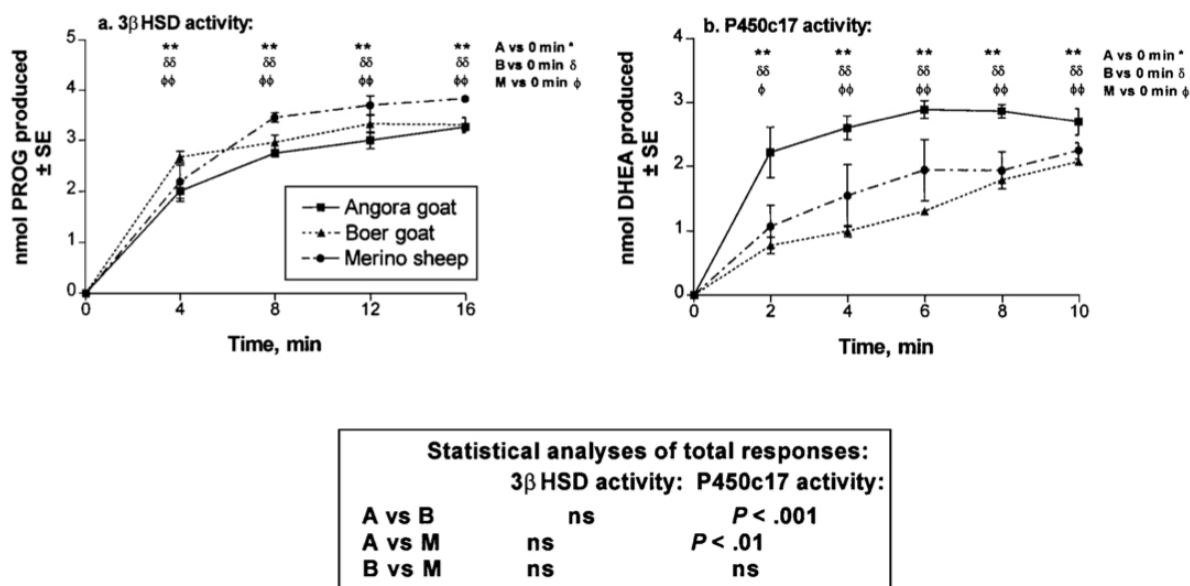 a. 3β HSD activity:
5
4
3
2
1
0
nmol PROG produced
± SE
** ** ** **
δδ δδ δδ δδ
ϕϕ ϕϕ ϕϕ ϕϕ
A vs 0 min *
B vs 0 min δ
M vs 0 min ϕ
Angora goat
Boer goat
Merino sheep
0 4 8 12 16
Time, min
b. P450c17 activity:
4
3
2
1
0
nmol DHEA produced
± SE
** ** ** ** **
δδ δδ δδ δδ δδ
ϕ ϕϕ ϕϕ ϕϕ ϕϕ
A vs 0 min *
B vs 0 min δ
M vs 0 min ϕ
0 2 4 6 8 10
Time, min
Statistical analyses of total responses:
3β HSD activity: P450c17 activity:
A vs B ns P < .001
A vs M ns P < .01
B vs M ns ns